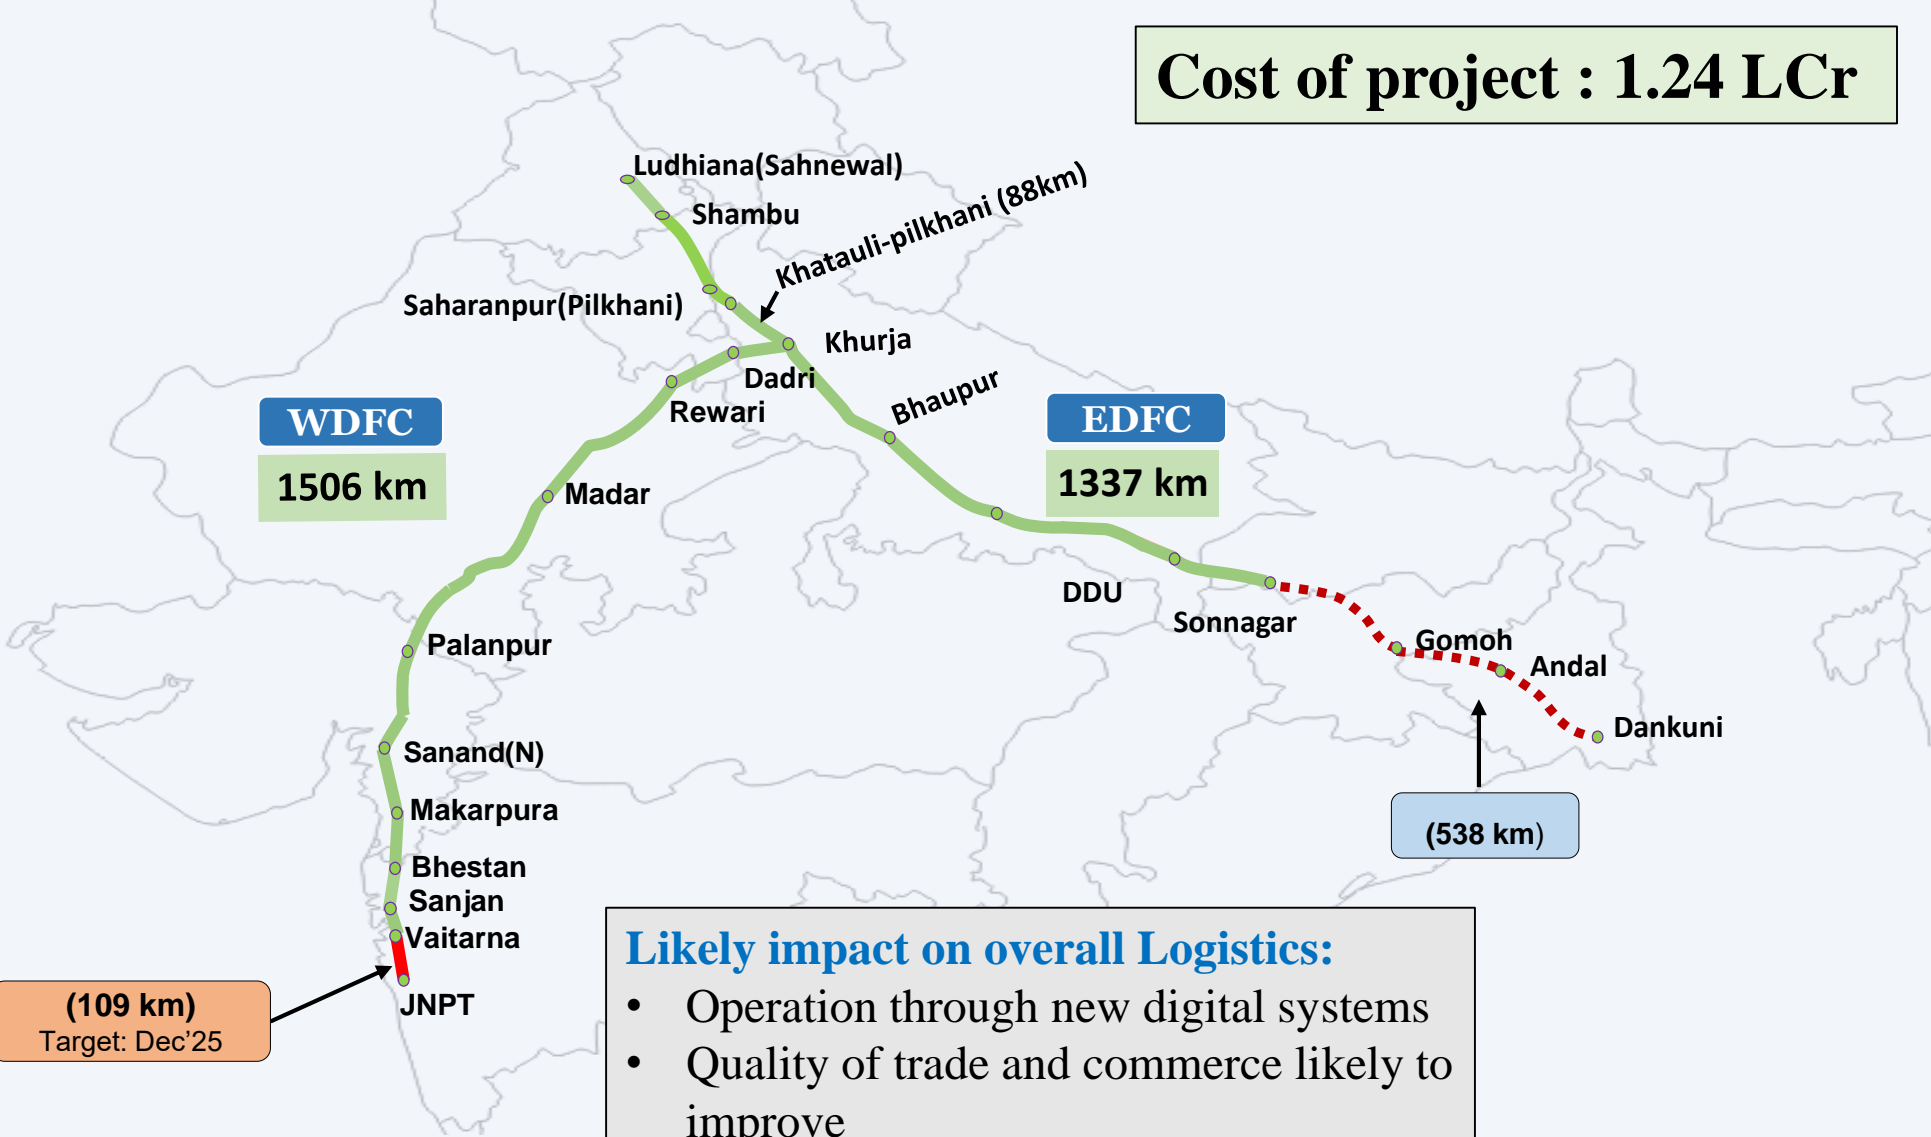 Cost of project : 1.24 LCr
Ludhiana(Sahnewal)
Shambu
Khatauli-pilkhani (88km)
Saharanpur(Pilkhani)
Khurja
Dadri
Rewari
Bhaupur
WDFC
1506 km
EDFC
1337 km
Madar
DDU
Sonnagar
Gomoh
Andal
Dankuni
(538 km)
Palanpur
Sanand(N)
Makarpura
Bhestan
Sanjan
Vaitarna
JNPT
(109 km)
Target: Dec’25
Likely impact on overall Logistics:
• Operation through new digital systems
• Quality of trade and commerce likely to
improve